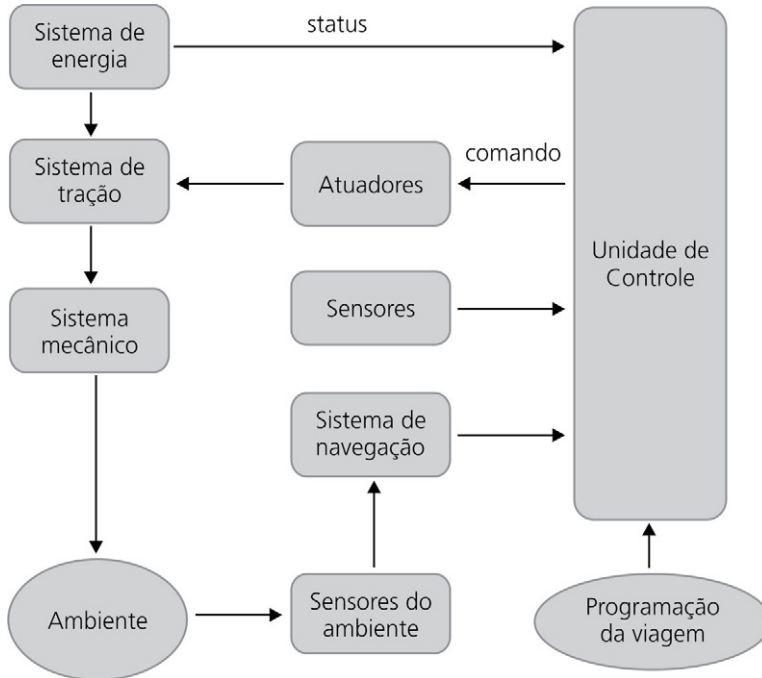 Sistema de
energia
status
Sistema de
tração
Atuadores
comando
Unidade de
Controle
Sistema
mecânico
Sensores
Sistema de
navegação
Ambiente
Sensores do
ambiente
Programação
da viagem